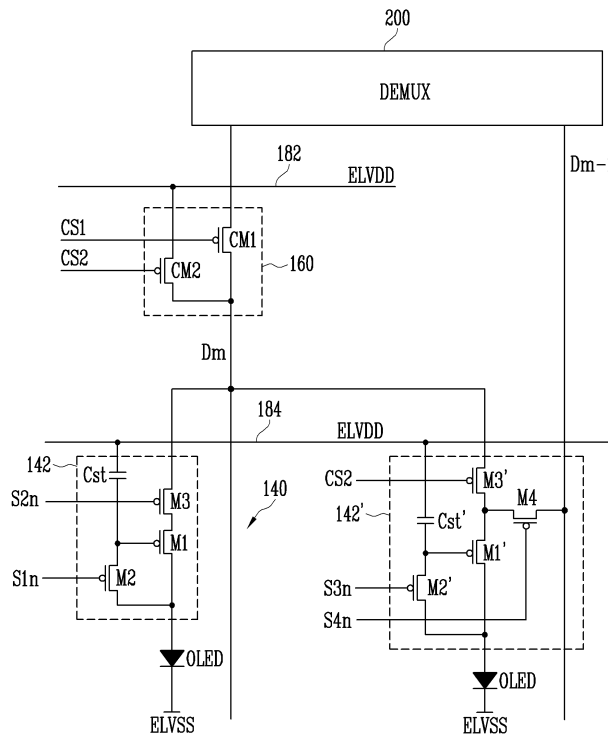 200
DEMUX
Dm-
182
ELVDD
CS1
CM1
CS2
CM2
160
Dm
184
ELVDD
142
Cst
CS2
M3'
S2n
M3
140
142'
M4
Cst'
M1
M1'
S1n
M2
S3n
M2'
S4n
OLED
OLED
ELVSS
ELVSS